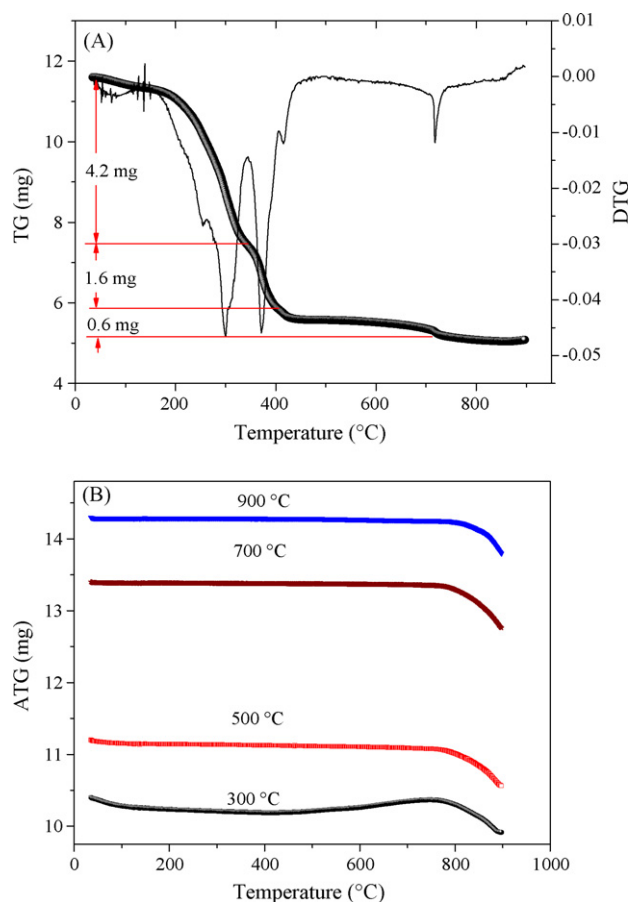 (A)
12
10
8
6
4
TG (mg)
0.01
0.00
-0.01
-0.02
-0.03
-0.04
-0.05
DTG
4.2 mg
1.6 mg
0.6 mg
0 200 400 600 800
Temperature (°C)
(B)
14
13
12
11
10
ATG (mg)
900 °C
700 °C
500 °C
300 °C
0 200 400 600 800 1000
Temperature (°C)